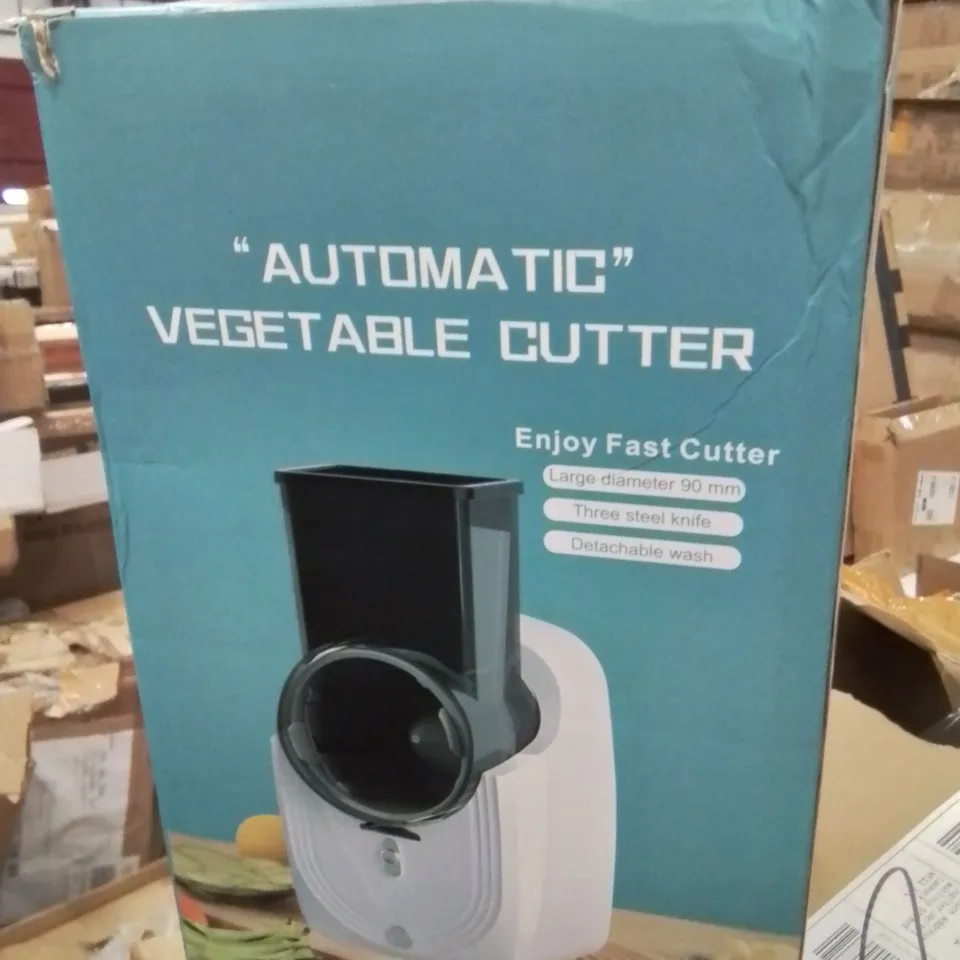 “AUTOMATIC”
VEGETABLE CUTTER
Enjoy Fast Cutter
Large diameter 90 mm
Three steel knife
Detachable wash